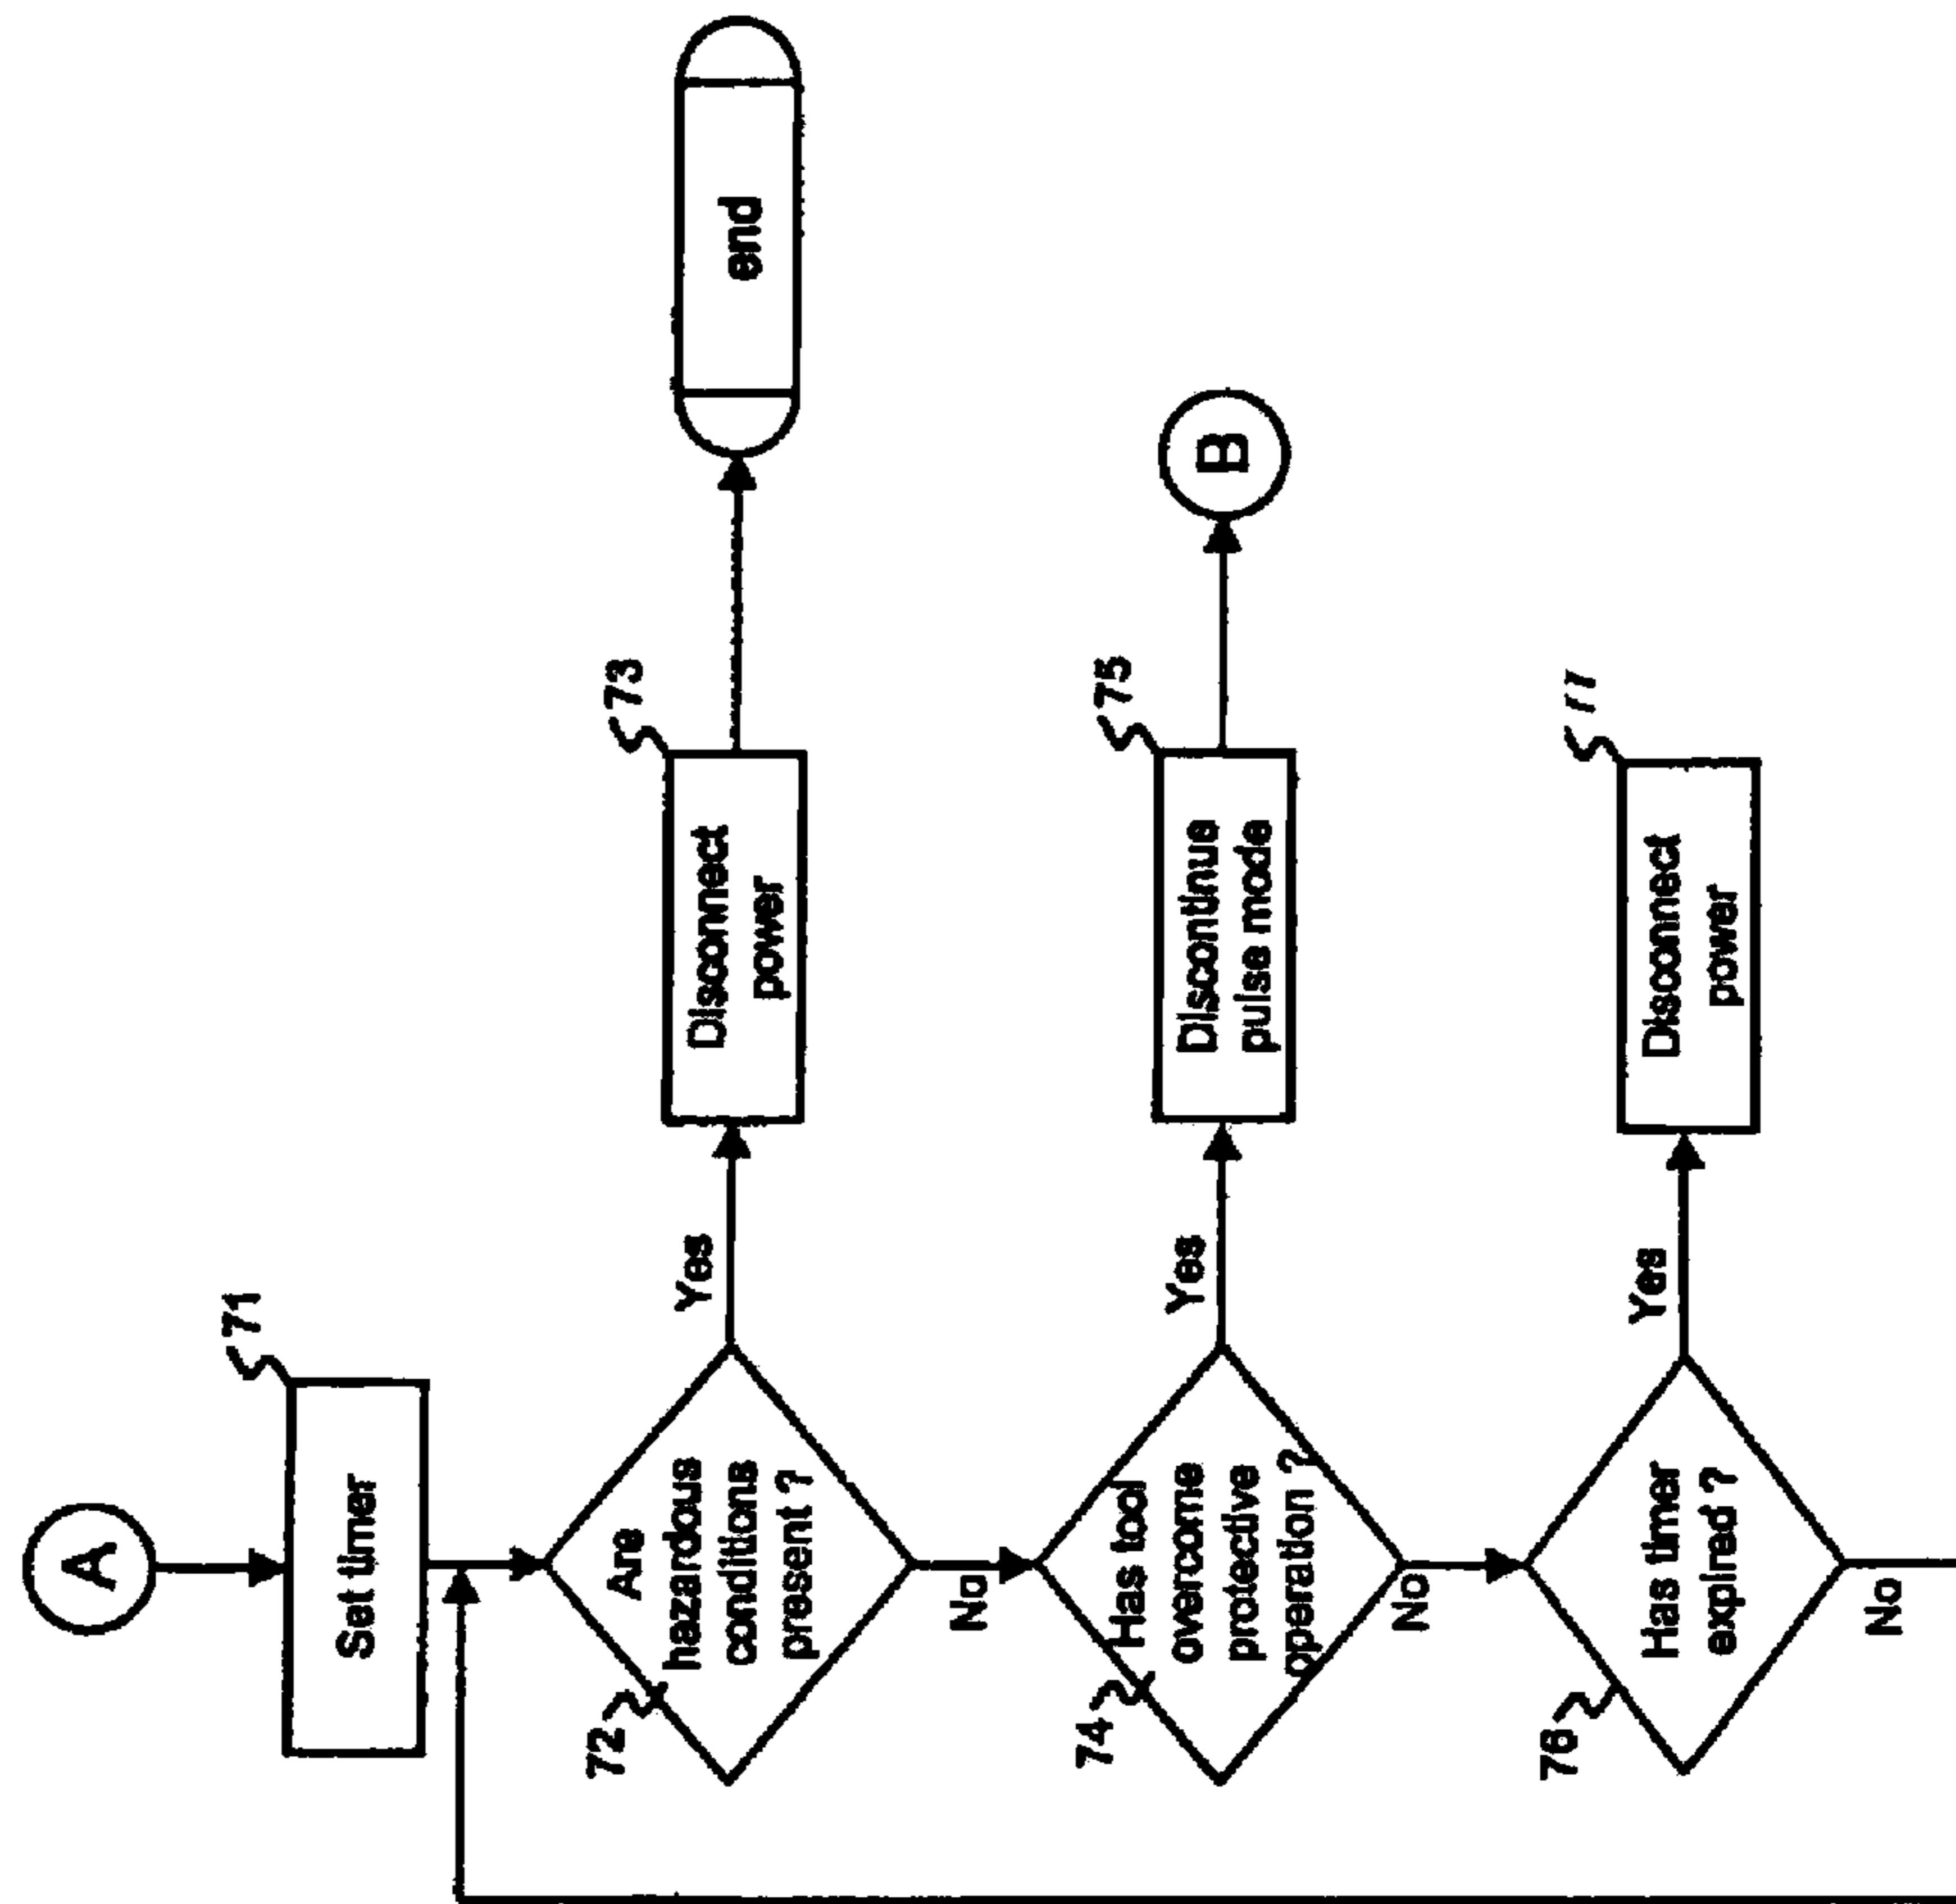 A
71
Set timer
72
Are
hazardous
conditions
present ?
Yes
73
Disconnect
power
end
No
74
Has tool
overcome
protective
operation ?
Yes
75
Discontinue
pulse mode
B
No
76
Has timer
expired ?
Yes
77
Disconnect
power
No